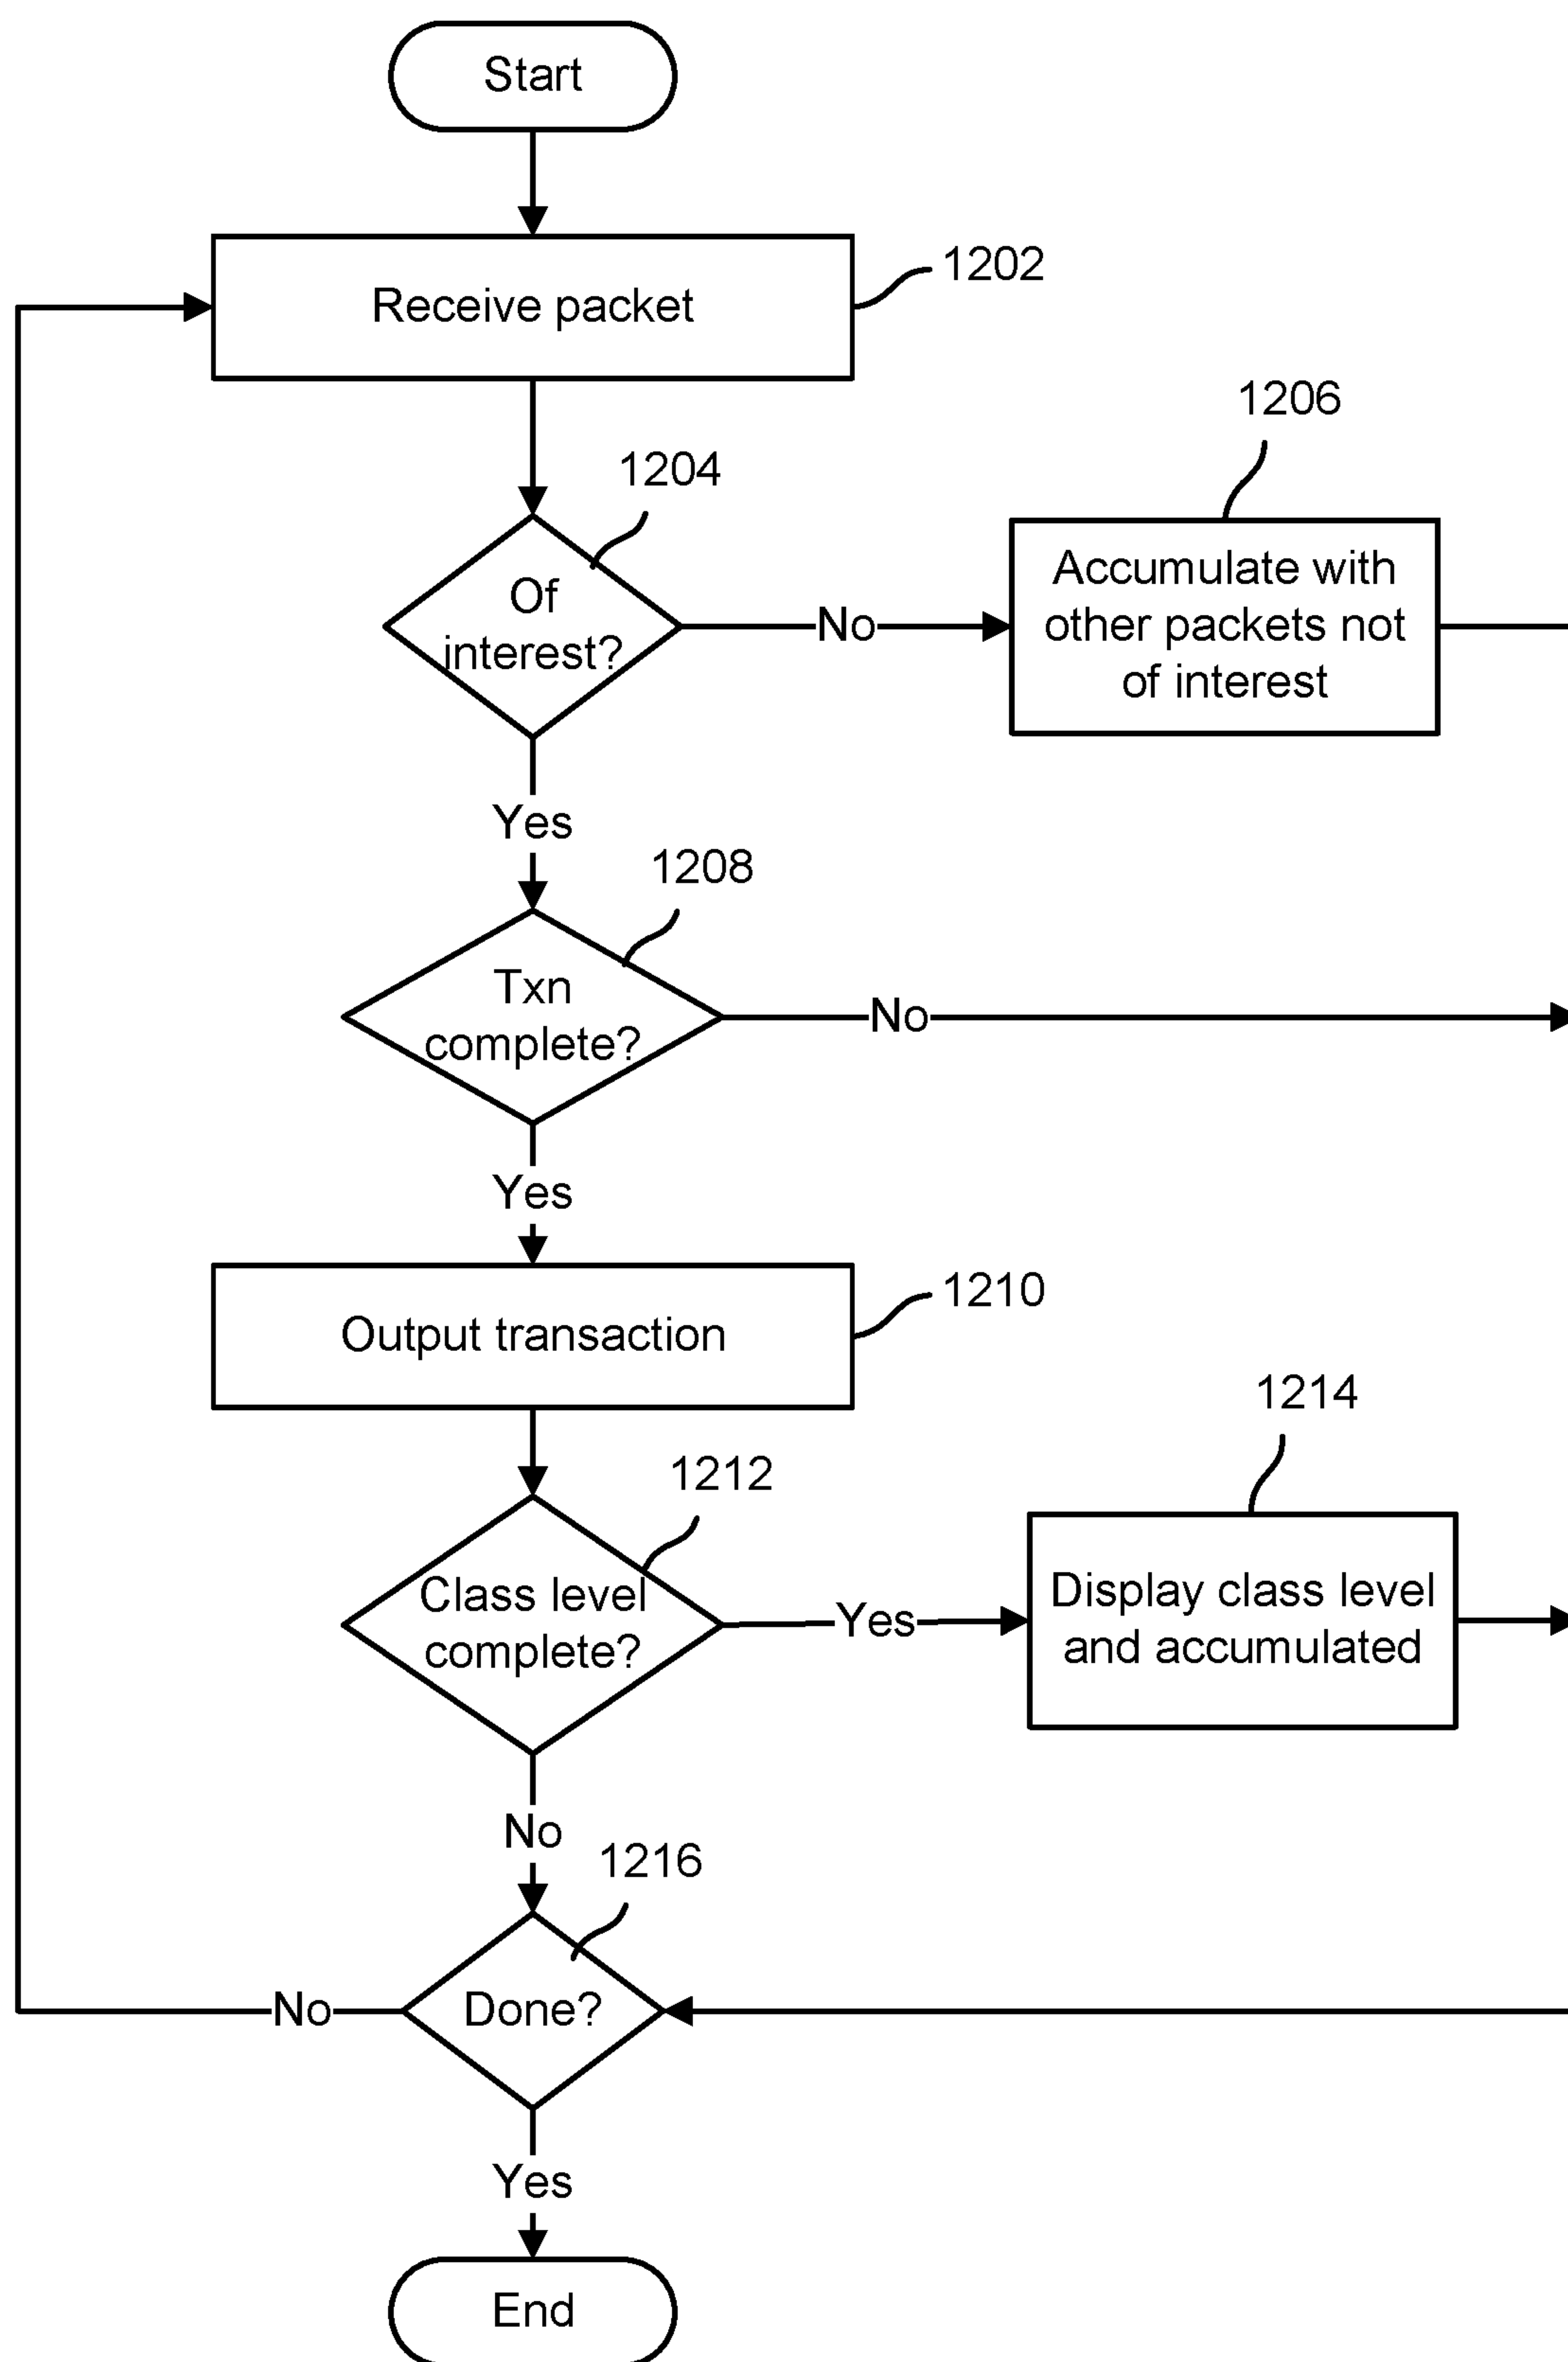 Start
Receive packet
1202
1204
1206
Of
interest?
No
Accumulate with
other packets not
of interest
Yes
1208
Txn
complete?
No
Yes
Output transaction
1210
1212
1214
Class level
complete?
Yes
Display class level
and accumulated
No
1216
Done?
No
Yes
End